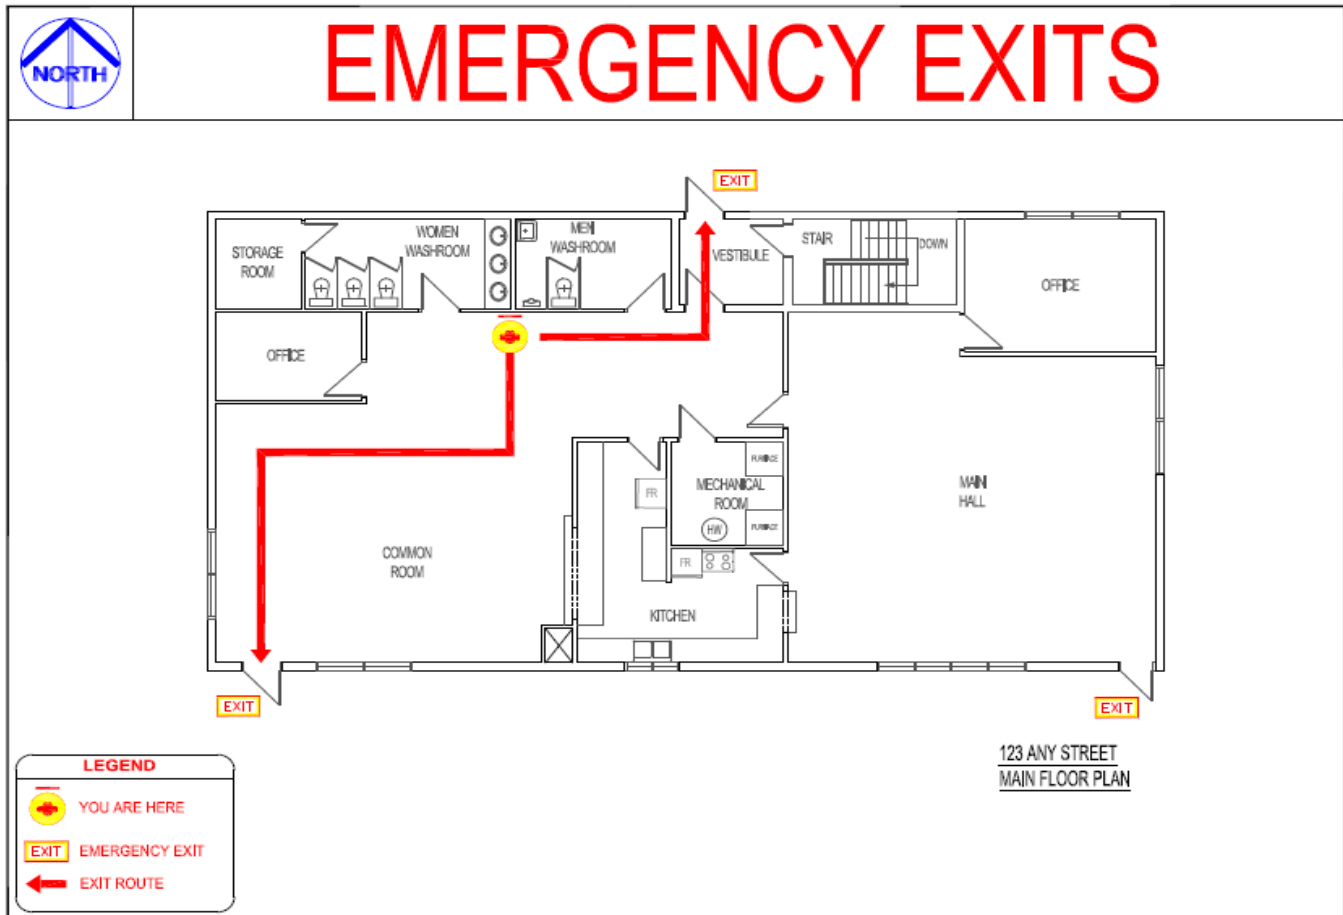 NORTH
EMERGENCY EXITS
EXIT
STORAGE
ROOM
WOMEN
WASHROOM
MEN
WASHROOM
VESTIBULE
STAIR
DOWN
OFFICE
OFFICE
FURNACE
MECHANICAL
ROOM
FR
HW
FURNACE
MAIN
HALL
COMMON
ROOM
FR
KITCHEN
EXIT
EXIT
123 ANY STREET
MAIN FLOOR PLAN
LEGEND
YOU ARE HERE
EXIT EMERGENCY EXIT
EXIT ROUTE